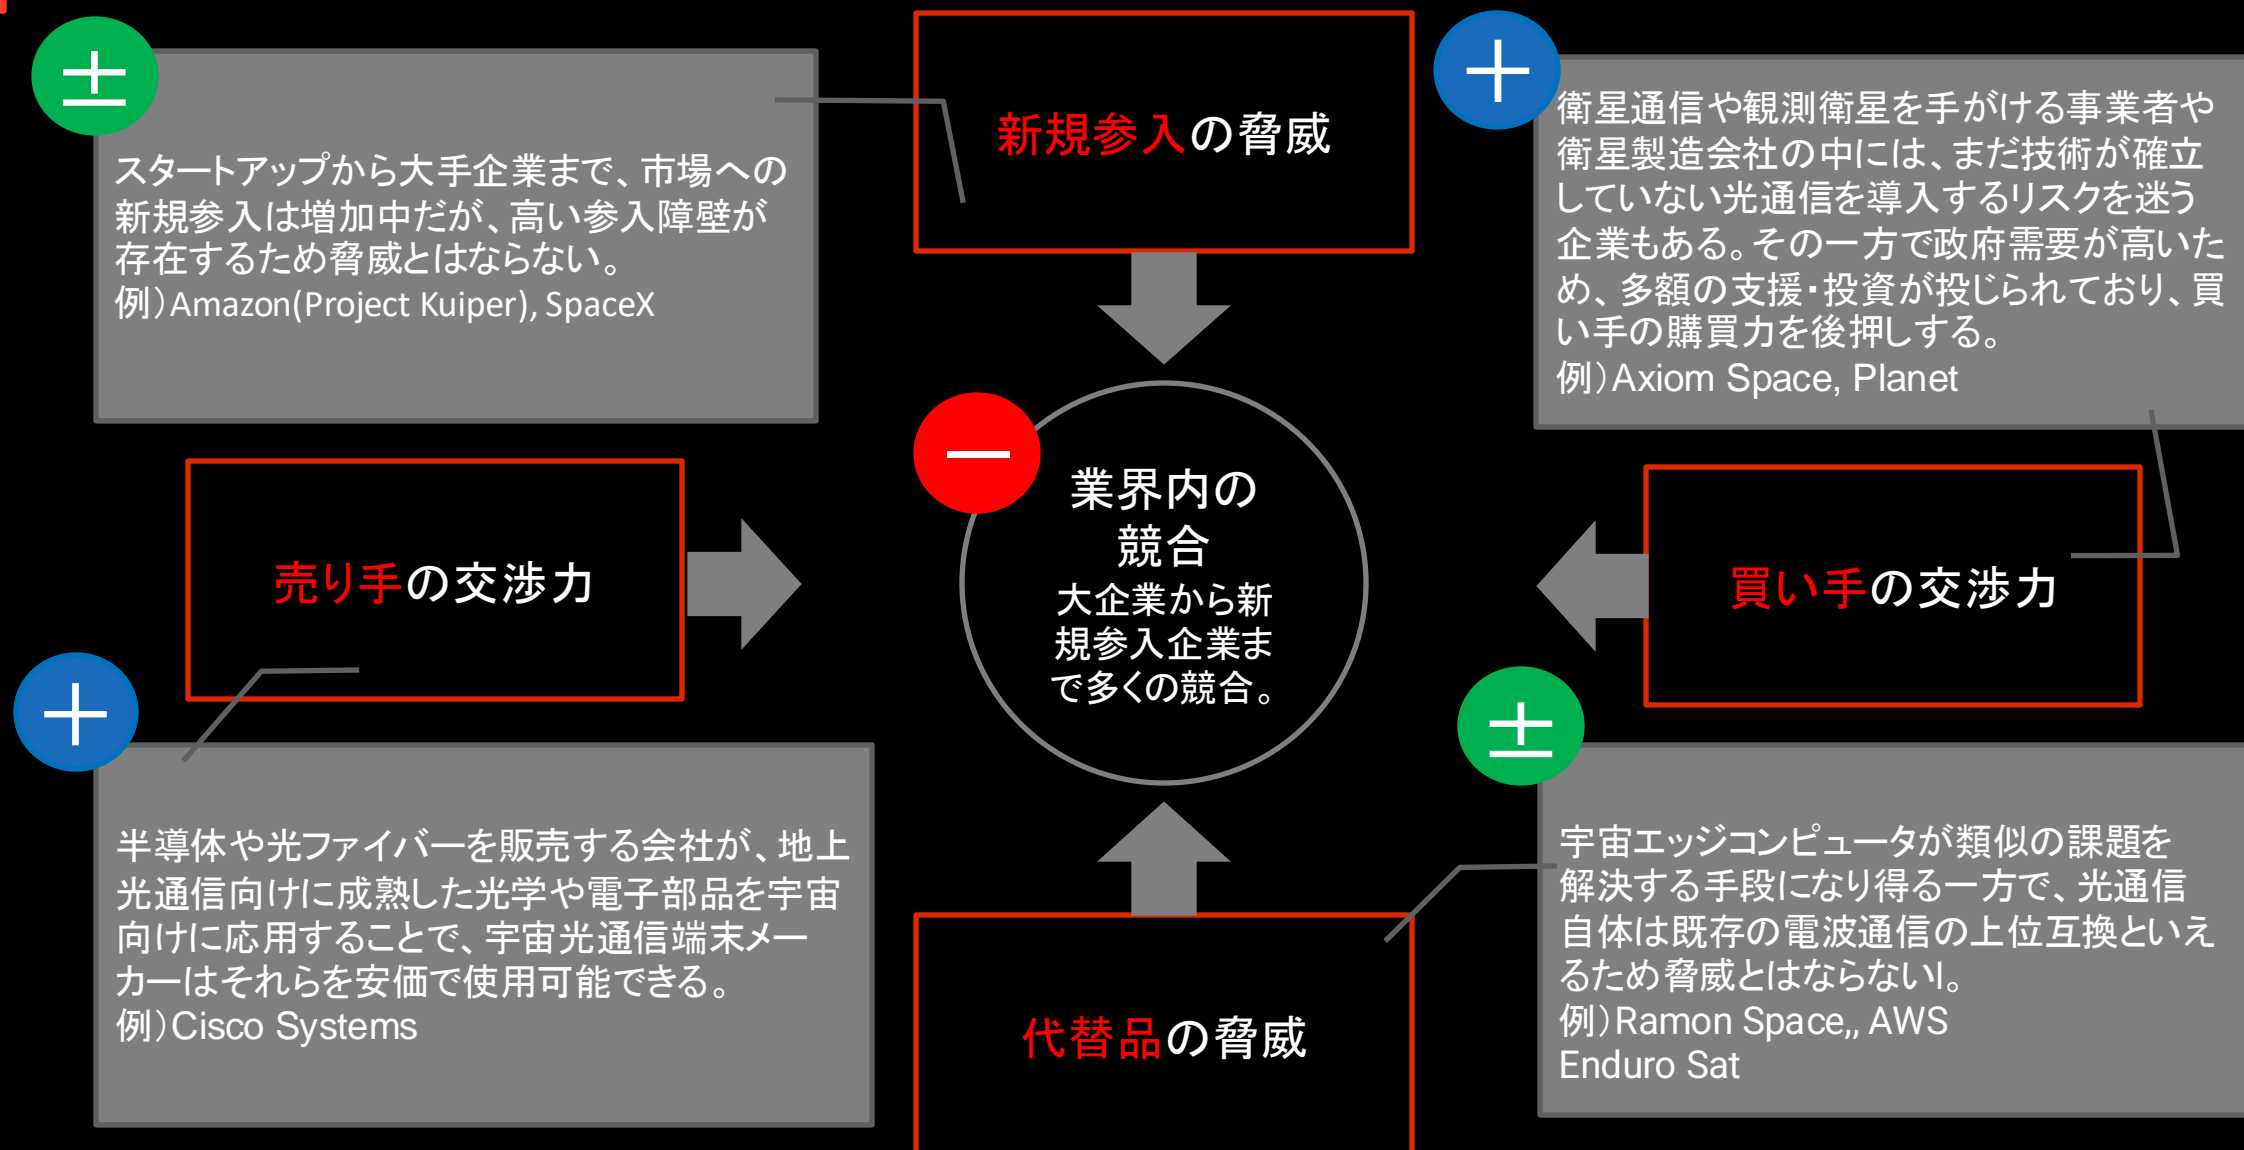 ±
スタートアップから大手企業まで、市場への
新規参入は増加中だが、高い参入障壁が
存在するため脅威とはならない。
例）Amazon(Project Kuiper), SpaceX
新規参入の脅威
＋
衛星通信や観測衛星を手がける事業者や
衛星製造会社の中には、まだ技術が確立
していない光通信を導入するリスクを迷う
企業もある。その一方で政府需要が高いた
め、多額の支援・投資が投じられており、買
い手の購買力を後押しする。
例）Axiom Space, Planet
売り手の交渉力
－
業界内の
競合
大企業から新
規参入企業ま
で多くの競合。
買い手の交渉力
＋
半導体や光ファイバーを販売する会社が、地上
光通信向けに成熟した光学や電子部品を宇宙
向けに応用することで、宇宙光通信端末メー
カーはそれらを安価で使用可能できる。
例）Cisco Systems
代替品の脅威
±
宇宙エッジコンピュータが類似の課題を
解決する手段になり得る一方で、光通信
自体は既存の電波通信の上位互換といえ
るため脅威とはならないl。
例）Ramon Space,, AWS
Enduro Sat